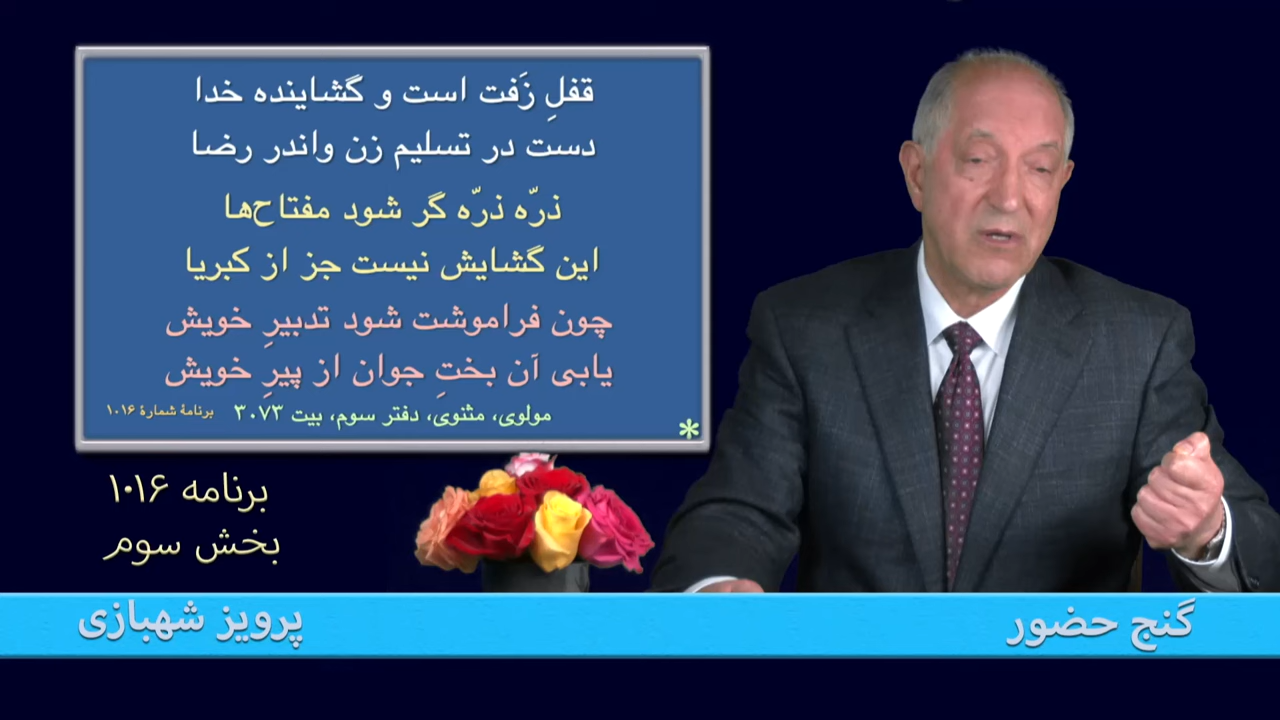 قفلِ زَفت است و گشاینده خدا
دست در تسلیم زن واندر رضا
ذرّه ذرّه گر شود مفتاح‌ها
این گشایش نیست جز از کبریا
چون فراموشت شود تدبیرِ خویش
یابی آن بختِ جوان از پیرِ خویش
مولوی، مثنوی، دفتر سوم، بیت ۳۰۷۳
برنامهٔ شمارهٔ ۱۰۱۶
*
برنامه ۱۰۱۶
بخش سوم
گنج حضور
پرویز شهبازی